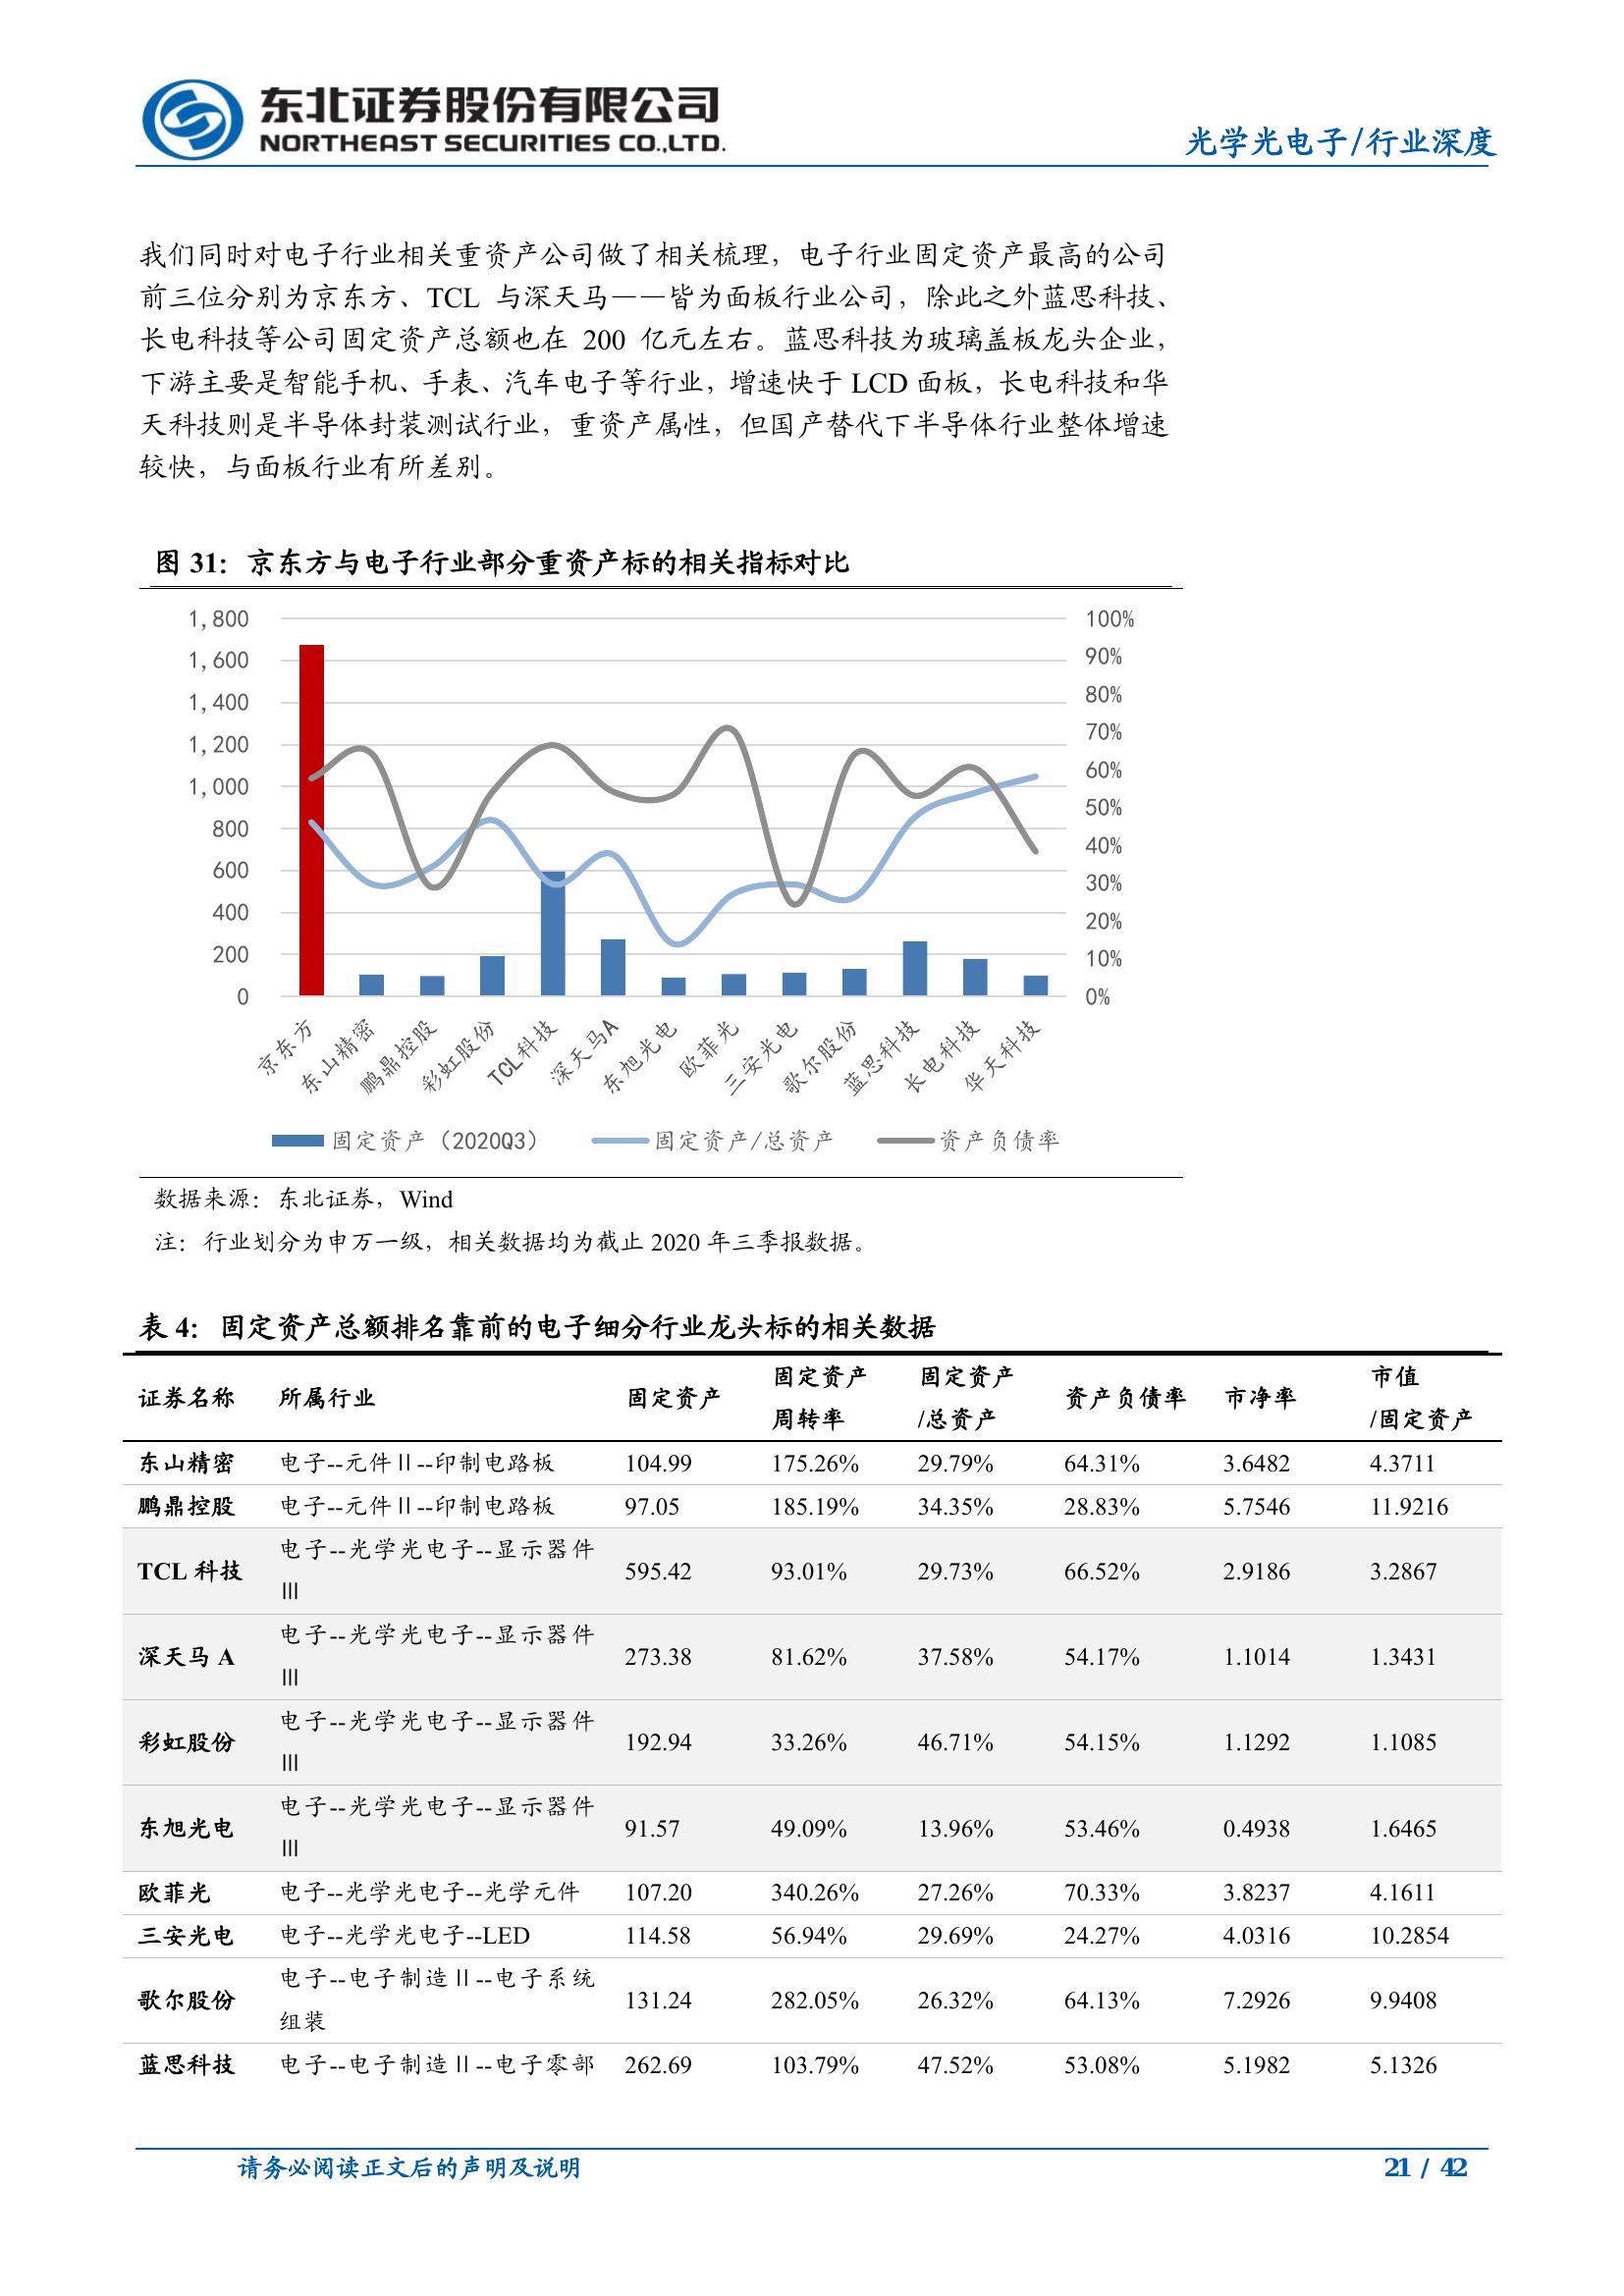 东北证券股份有限公司
NORTHEAST SECURITIES CO.,LTD.
光学光电子/行业深度
我们同时对电子行业相关重资产公司做了相关梳理，电子行业固定资产最高的公司
前三位分别为京东方、TCL 与深天马——皆为面板行业公司，除此之外蓝思科技、
长电科技等公司固定资产总额也在 200 亿元左右。蓝思科技为玻璃盖板龙头企业，
下游主要是智能手机、手表、汽车电子等行业，增速快于 LCD 面板，长电科技和华
天科技则是半导体封装测试行业，重资产属性，但国产替代下半导体行业整体增速
较快，与面板行业有所差别。
图 31：京东方与电子行业部分重资产标的相关指标对比
1,800
1,600
1,400
1,200
1,000
800
600
400
200
0
100%
90%
80%
70%
60%
50%
40%
30%
20%
10%
0%
京东方
东山精密
鹏鼎控股
彩虹股份
TCL科技
深天马A
东旭光电
欧菲光
三安光电
歌尔股份
蓝思科技
长电科技
华天科技
固定资产（2020Q3） 固定资产/总资产 资产负债率
数据来源：东北证券，Wind
注：行业划分为申万一级，相关数据均为截止 2020 年三季报数据。
表 4：固定资产总额排名靠前的电子细分行业龙头标的相关数据
证券名称 所属行业 固定资产 固定资产周转率 固定资产/总资产 资产负债率 市净率 市值/固定资产
东山精密 电子--元件Ⅱ--印制电路板 104.99 175.26% 29.79% 64.31% 3.6482 4.3711
鹏鼎控股 电子--元件Ⅱ--印制电路板 97.05 185.19% 34.35% 28.83% 5.7546 11.9216
TCL 科技 电子--光学光电子--显示器件Ⅲ 595.42 93.01% 29.73% 66.52% 2.9186 3.2867
深天马 A 电子--光学光电子--显示器件Ⅲ 273.38 81.62% 37.58% 54.17% 1.1014 1.3431
彩虹股份 电子--光学光电子--显示器件Ⅲ 192.94 33.26% 46.71% 54.15% 1.1292 1.1085
东旭光电 电子--光学光电子--显示器件Ⅲ 91.57 49.09% 13.96% 53.46% 0.4938 1.6465
欧菲光 电子--光学光电子--光学元件 107.20 340.26% 27.26% 70.33% 3.8237 4.1611
三安光电 电子--光学光电子--LED 114.58 56.94% 29.69% 24.27% 4.0316 10.2854
歌尔股份 电子--电子制造Ⅱ--电子系统组装 131.24 282.05% 26.32% 64.13% 7.2926 9.9408
蓝思科技 电子--电子制造Ⅱ--电子零部 262.69 103.79% 47.52% 53.08% 5.1982 5.1326
请务必阅读正文后的声明及说明
21 / 42